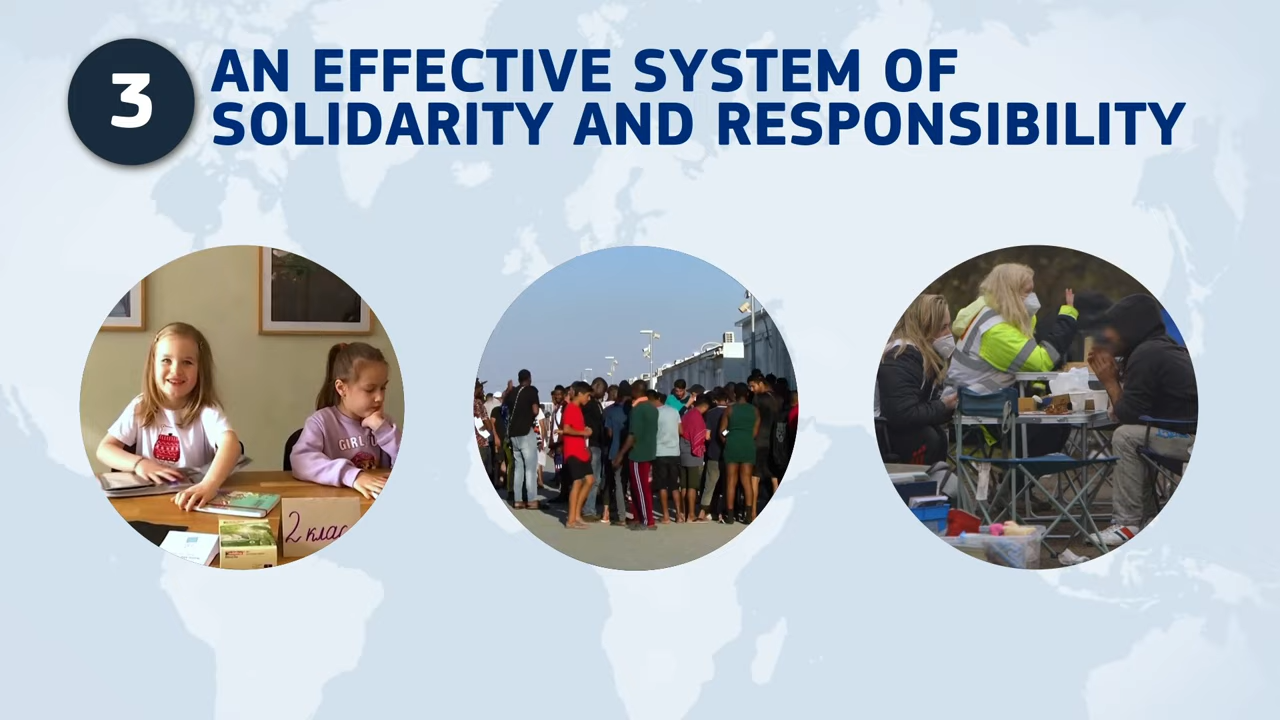 3
AN EFFECTIVE SYSTEM OF
SOLIDARITY AND RESPONSIBILITY
GIRL
2 клас